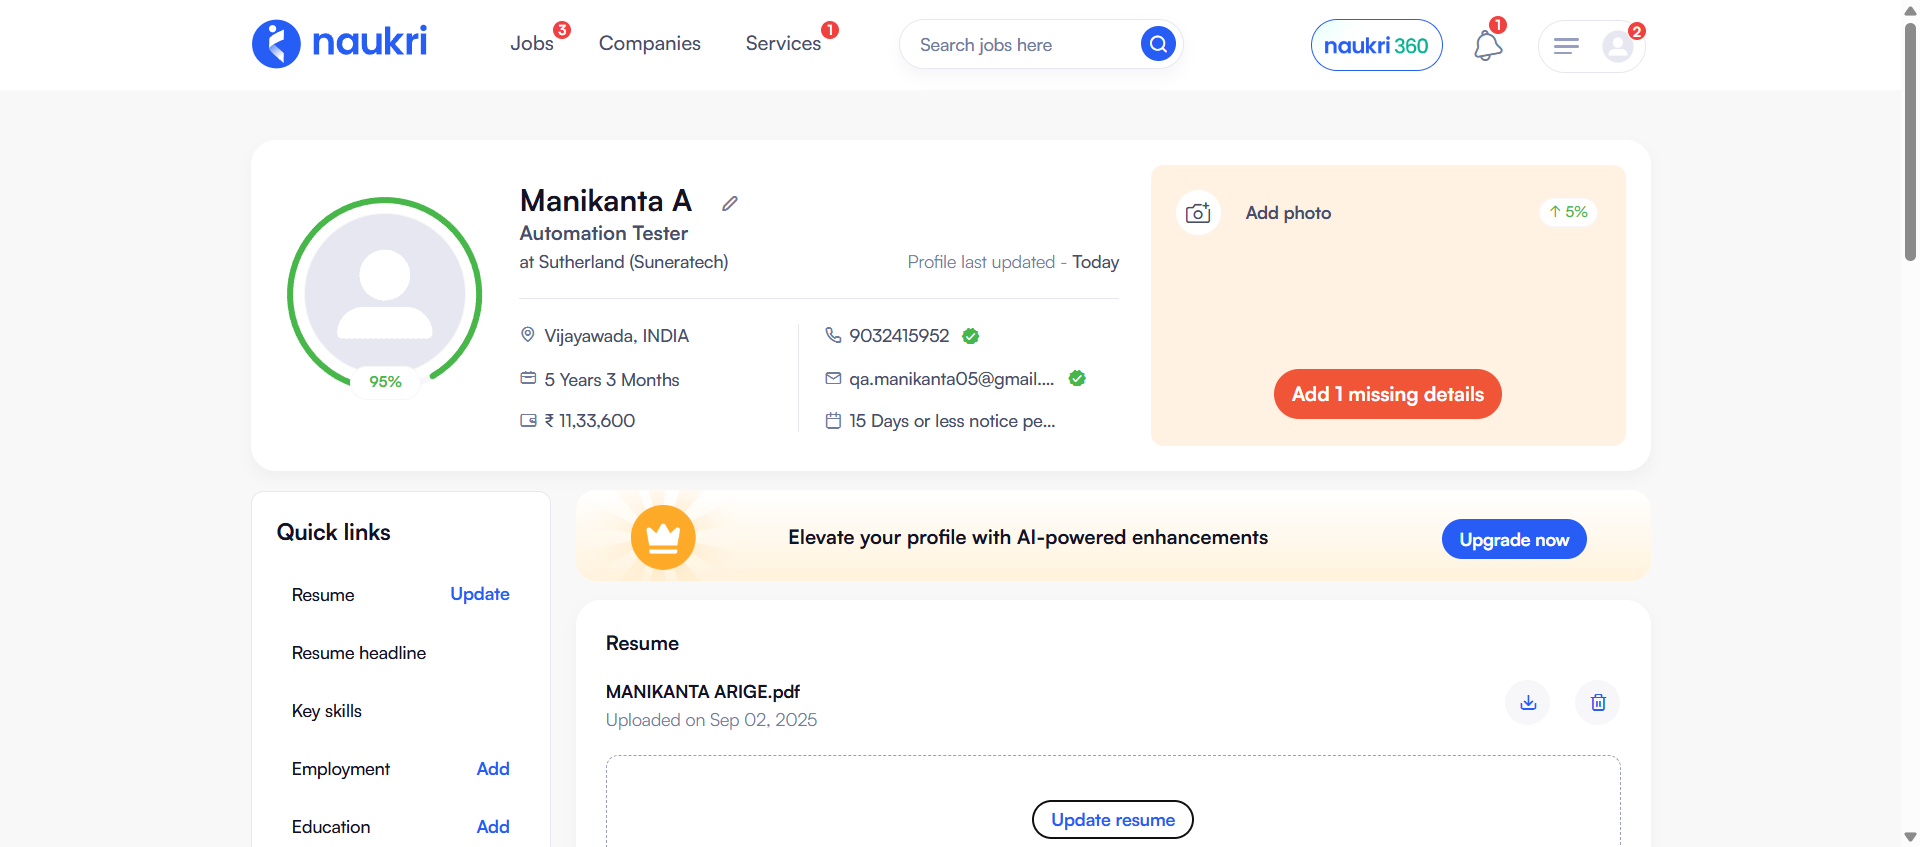 naukri
Jobs 3
Companies
Services 1
Search jobs here
naukri 360
1
2
Manikanta A
Automation Tester
at Sutherland (Suneratech)
Profile last updated - Today
Vijayawada, INDIA
5 Years 3 Months
₹ 11,33,600
9032415952
qa.manikanta05@gmail....
15 Days or less notice pe...
95%
Add photo
↑ 5%
Add 1 missing details
Quick links
Resume Update
Resume headline
Key skills
Employment Add
Education Add
Elevate your profile with AI-powered enhancements
Upgrade now
Resume
MANIKANTA ARIGE.pdf
Uploaded on Sep 02, 2025
Update resume